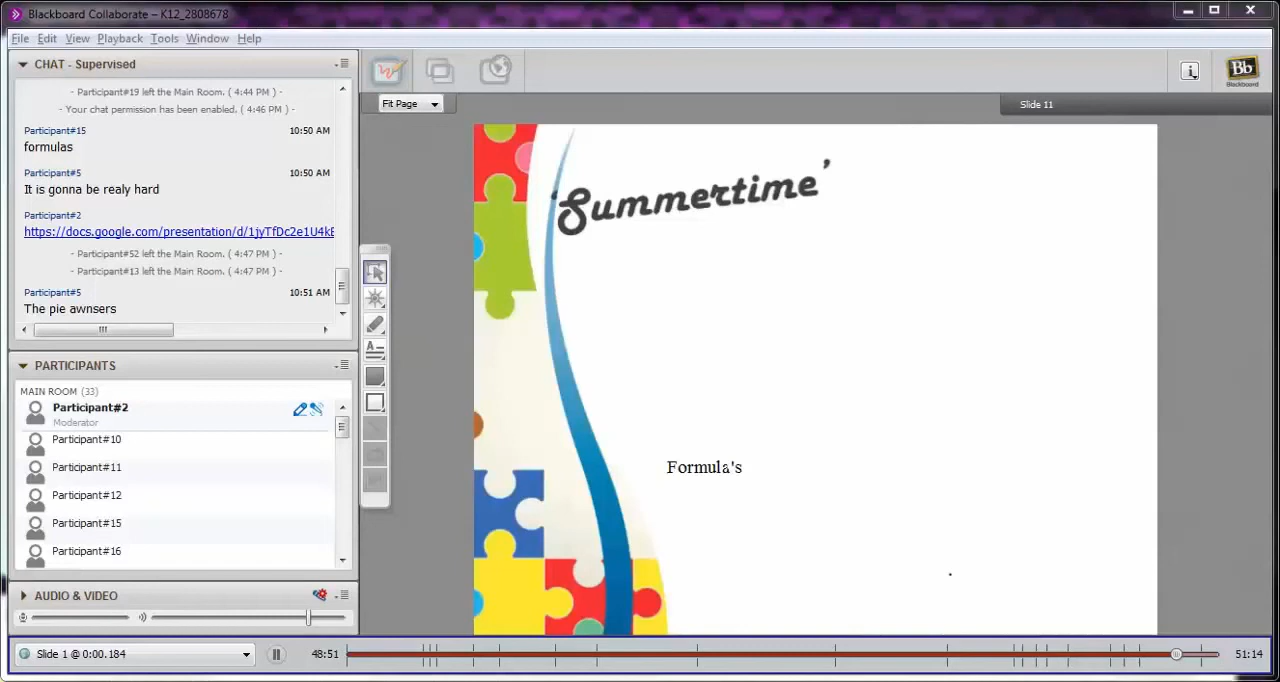 Blackboard Collaborate – K12_2808678
File Edit View Playback Tools Window Help
CHAT - Supervised
- Participant#19 left the Main Room. ( 4:44 PM ) -
- Your chat permission has been enabled. ( 4:46 PM ) -
Participant#15 10:50 AM
formulas
Participant#5 10:50 AM
It is gonna be realy hard
Participant#2
https://docs.google.com/presentation/d/1jyTfDc2e1U4kE
- Participant#52 left the Main Room. ( 4:47 PM ) -
- Participant#13 left the Main Room. ( 4:47 PM ) -
Participant#5 10:51 AM
The pie awnsers
PARTICIPANTS
MAIN ROOM (33)
Participant#2
Moderator
Participant#10
Participant#11
Participant#12
Participant#15
Participant#16
AUDIO & VIDEO
Slide 1 @ 0:00.184
48:51
51:14
Fit Page
Slide 11
Bb
Blackboard
'Summertime'
Formula's